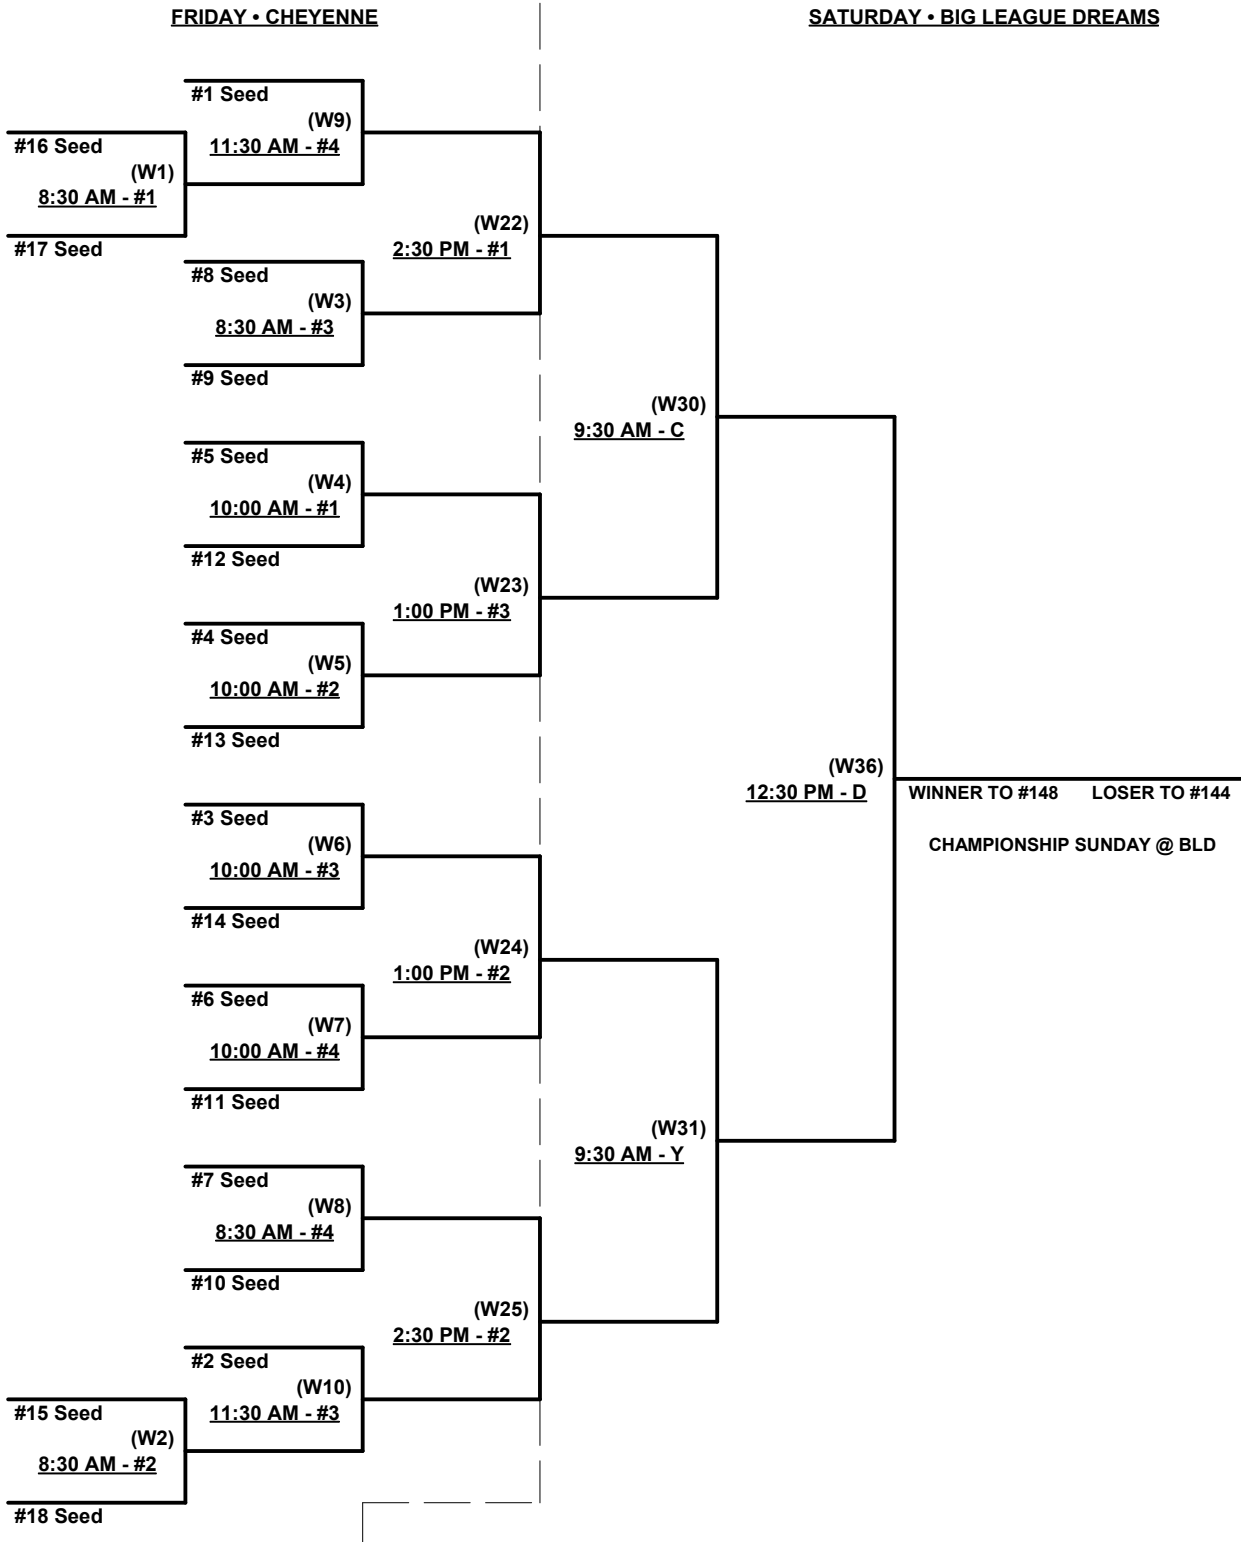 FRIDAY • CHEYENNE
SATURDAY • BIG LEAGUE DREAMS
#1 Seed
(W9)
11:30 AM - #4
#16 Seed
(W1)
8:30 AM - #1
#17 Seed
(W22)
2:30 PM - #1
#8 Seed
(W3)
8:30 AM - #3
#9 Seed
(W30)
9:30 AM - C
#5 Seed
(W4)
10:00 AM - #1
#12 Seed
(W23)
1:00 PM - #3
#4 Seed
(W5)
10:00 AM - #2
#13 Seed
(W36)
12:30 PM - D
WINNER TO #148
LOSER TO #144
CHAMPIONSHIP SUNDAY @ BLD
#3 Seed
(W6)
10:00 AM - #3
#14 Seed
(W24)
1:00 PM - #2
#6 Seed
(W7)
10:00 AM - #4
#11 Seed
(W31)
9:30 AM - Y
#7 Seed
(W8)
8:30 AM - #4
#10 Seed
(W25)
2:30 PM - #2
#2 Seed
(W10)
11:30 AM - #3
#15 Seed
(W2)
8:30 AM - #2
#18 Seed